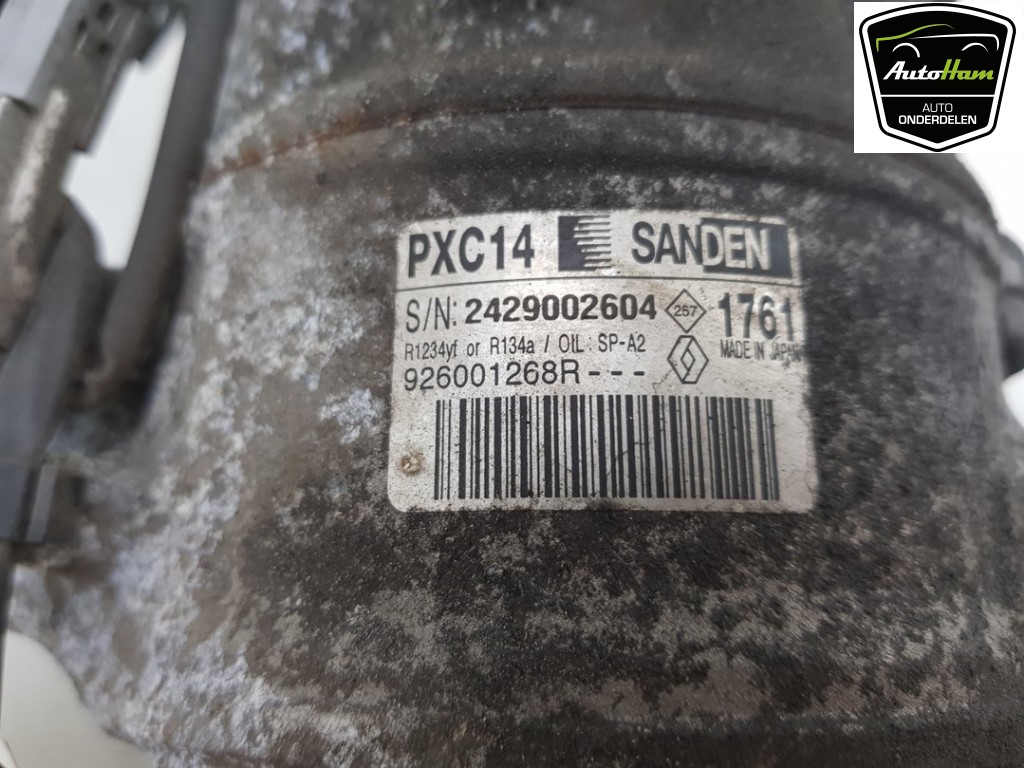 AutoHam
AUTO
ONDERDELEN
PXC14 SANDEN
S/N: 2429002604 257 1761
R1234yf or R134a / OIL : SP-A2 MADE IN JAPAN
926001268R---